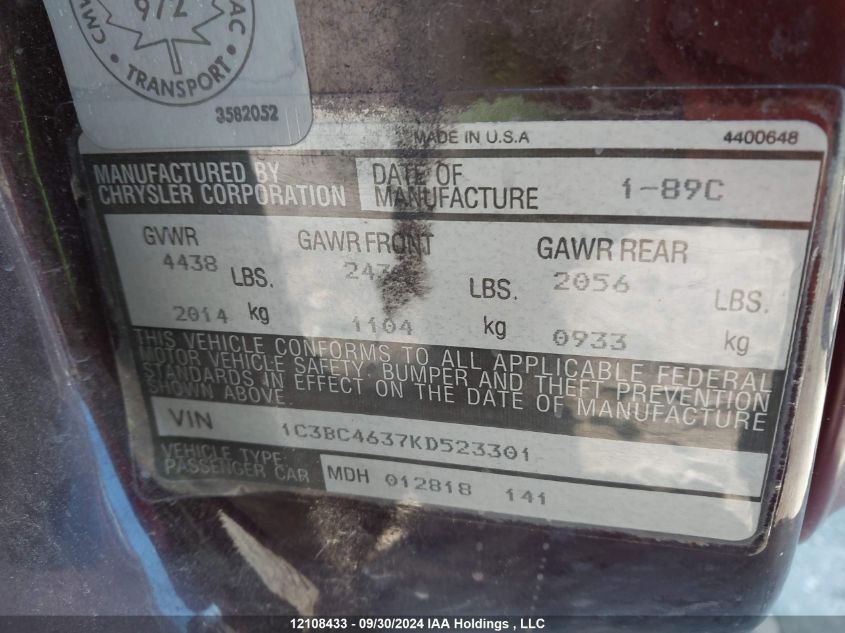 TRANSPORT
3582052
MADE IN U.S.A 4400648
MANUFACTURED BY
CHRYSLER CORPORATION
DATE OF
MANUFACTURE
1-89C
GVWR GAWR FRONT GAWR REAR
4438 LBS. LBS. 2056 LBS.
2014 kg 1104 kg 0933 kg
THIS VEHICLE CONFORMS TO ALL APPLICABLE FEDERAL
MOTOR VEHICLE SAFETY, BUMPER AND THEFT PREVENTION
STANDARDS IN EFFECT ON THE DATE OF MANUFACTURE
SHOWN ABOVE.
VIN 1C3BC4637KD523301
VEHICLE TYPE:
PASSENGER CAR
MDH 012818 141
12108433 - 09/30/2024 IAA Holdings , LLC